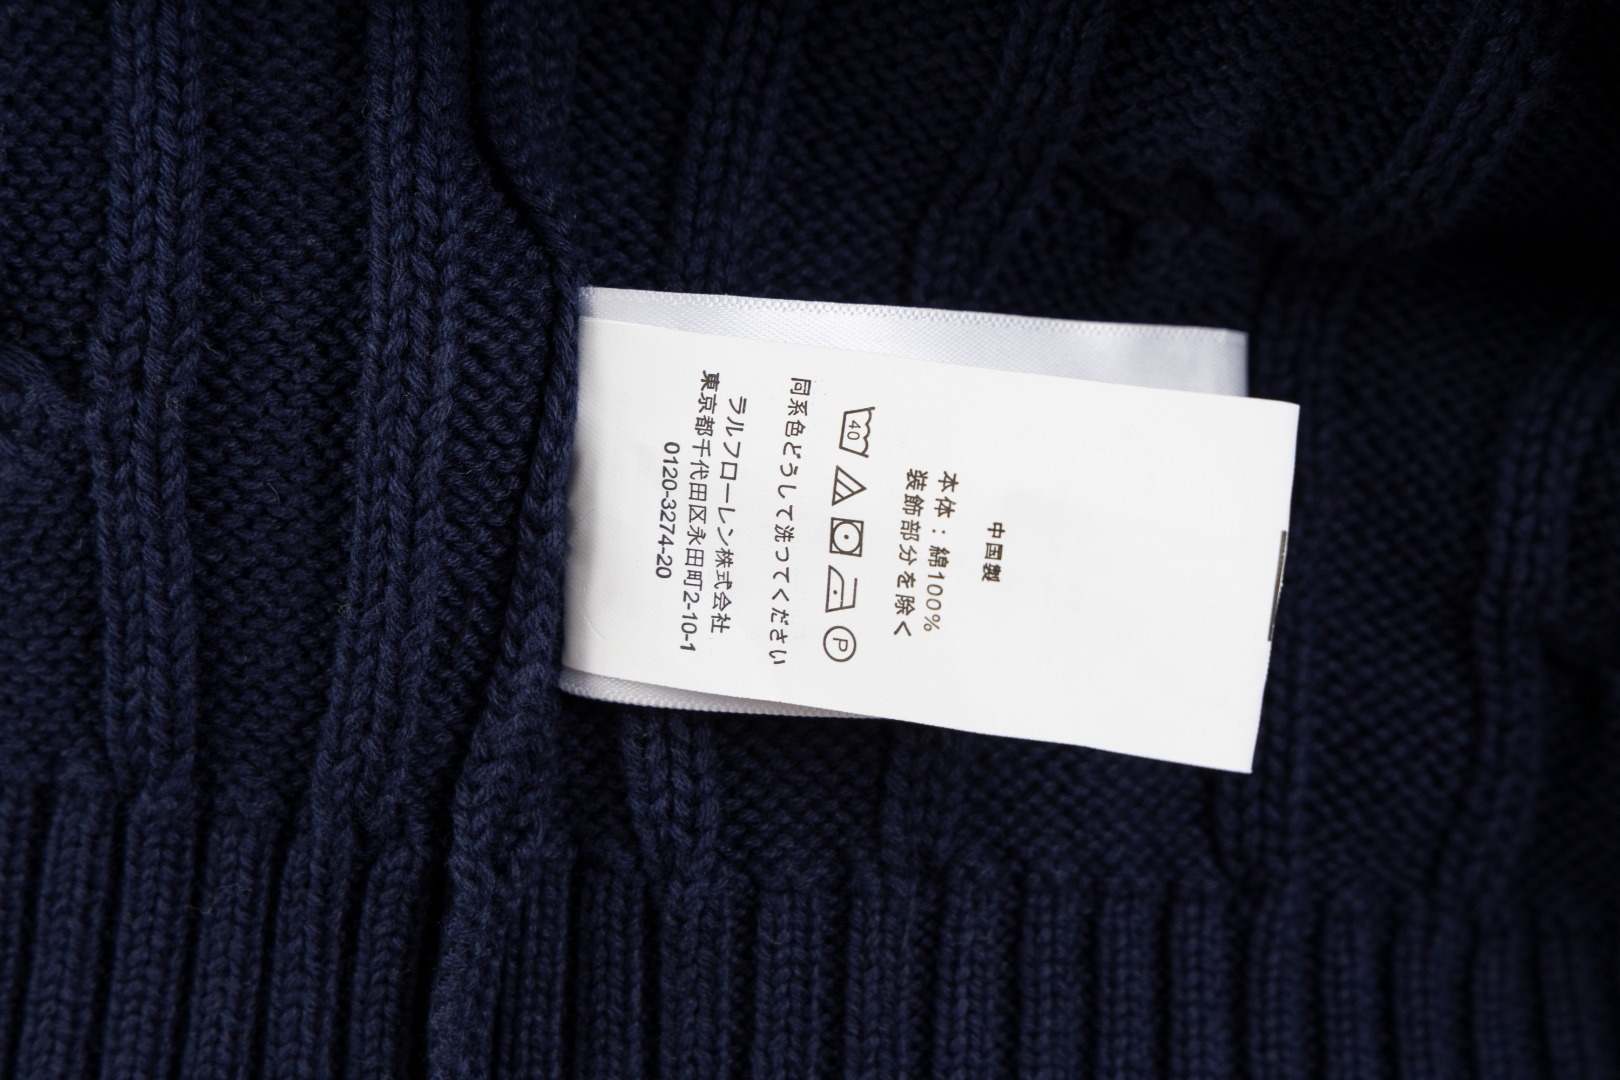 中国製
本体：綿100%
装飾部分を除く
40
P
同系色どうして洗ってください
ラルフローレン株式会社
東京都千代田区永田町2-10-1
0120-3274-20